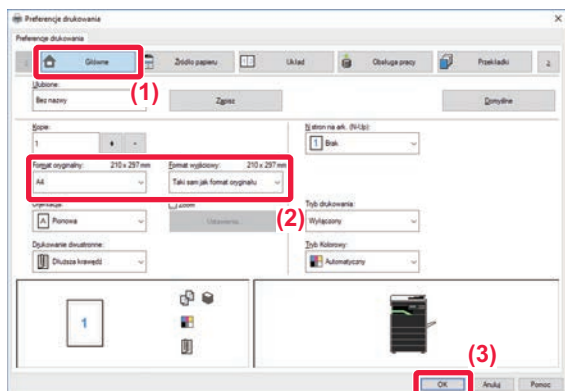 Preferencje drukowania
Preferencje drukowania
Główne Źródło papieru Układ Obsługa pracy Przekładki
(1)
Ulubione:
Bez nazwy Zapisz Domyślne
Kopie: N stron na ark. (N-Up):
1 + - 1 Brak
Format oryginalny: 210 x 297 mm Format wyjściowy: 210 x 297 mm
A4 Taki sam jak format oryginału
(2)
Orientacja: Zoom Tryb drukowania:
A Pionowa Ustawienia... Wyłączony
Drukowanie dwustronne: Tryb Kolorowy:
Dłuższa krawędź Automatyczny
1
(3)
OK Anuluj Pomoc